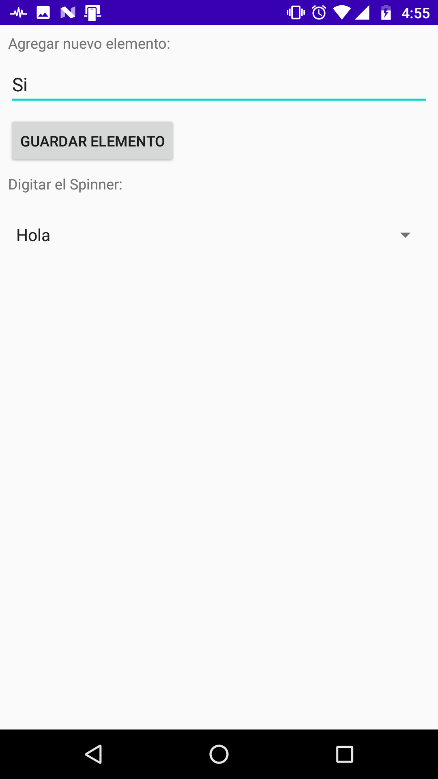 4:55
Agregar nuevo elemento:
Si
GUARDAR ELEMENTO
Digitar el Spinner:
Hola